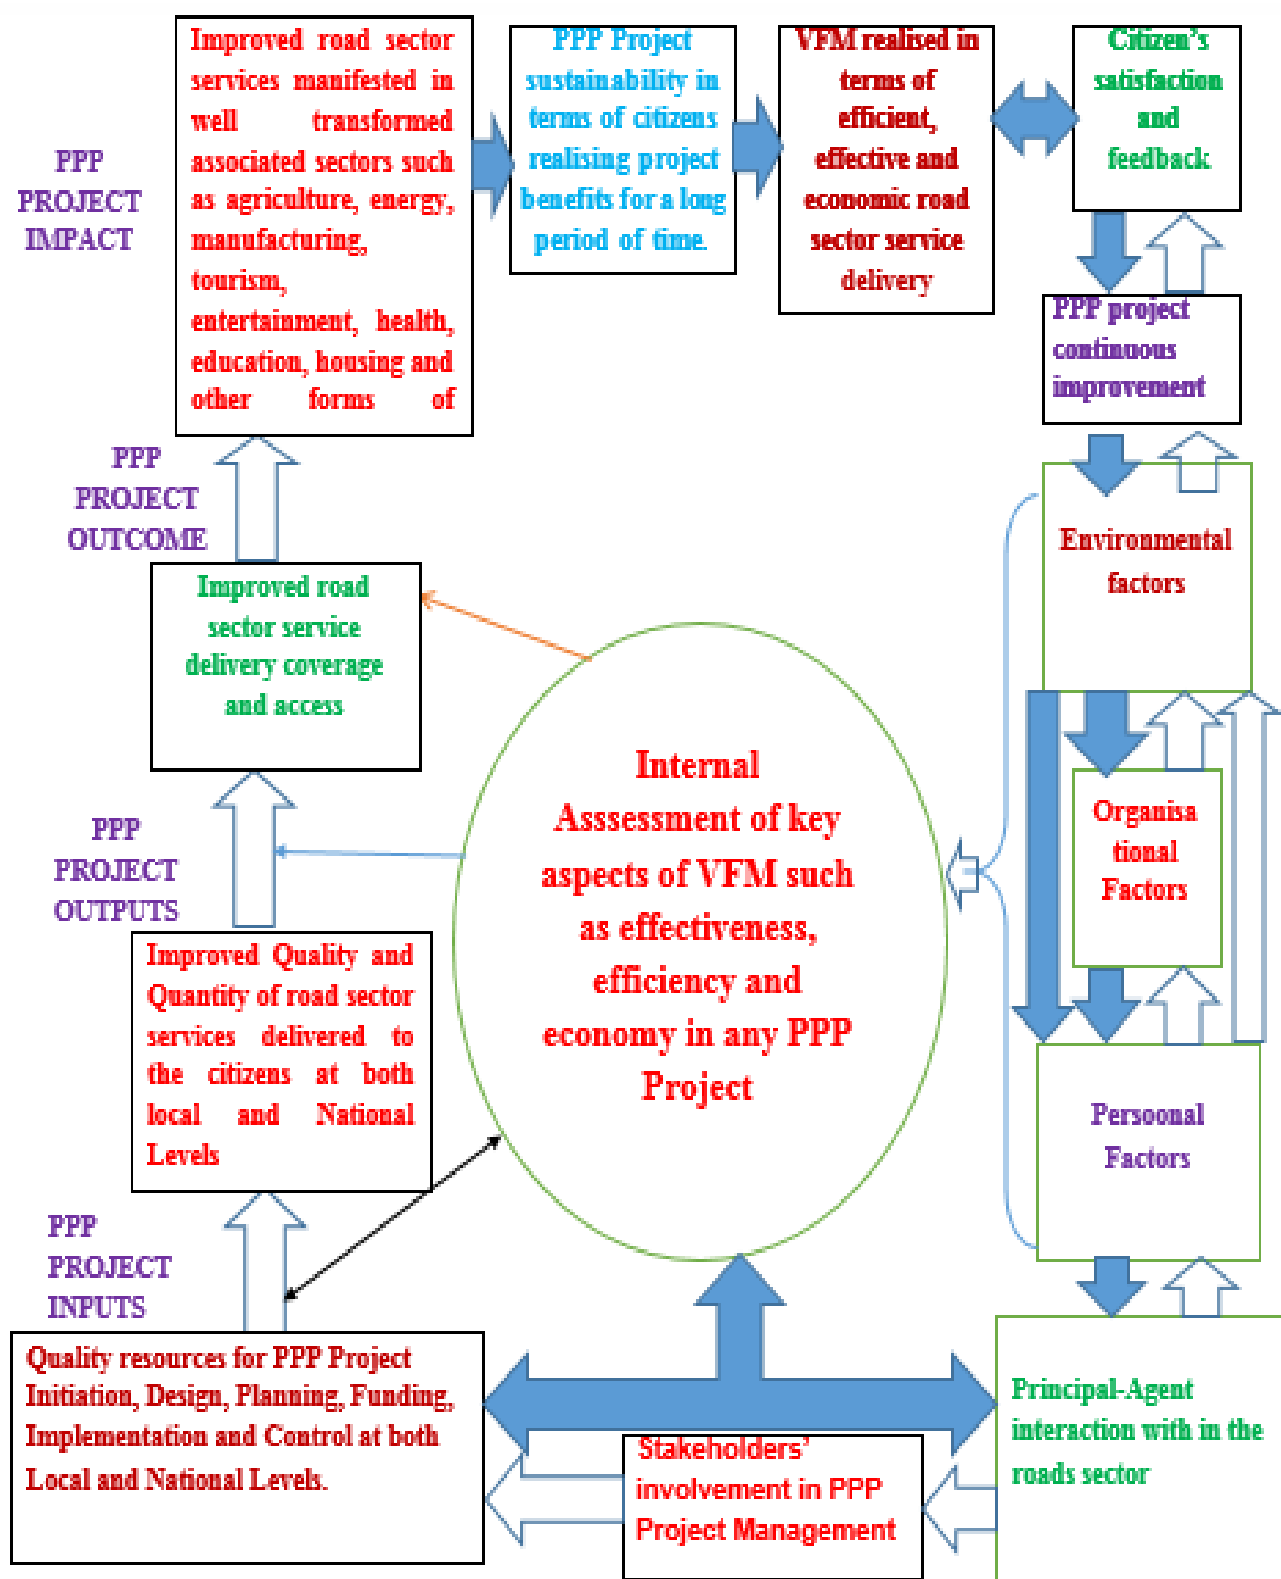 Improved road sector
services manifested in
well transformed
associated sectors such
as agriculture, energy,
manufacturing,
tourism,
entertainment, health,
education, housing and
other forms of
PPP Project
sustainability in
terms of citizens
realising project
benefits for a long
period of time.
VFM realised in
terms of
efficient,
effective and
economic road
sector service
delivery
Citizen's
satisfaction
and
feedback
PPP
PROJECT
IMPACT
PPP project
continuous
improvement
PPP
PROJECT
OUTCOME
Environmental
factors
Improved road
sector service
delivery coverage
and access
Internal
Asssessment of key
aspects of VFM such
as effectiveness,
efficiency and
economy in any PPP
Project
Organisa
tional
Factors
PPP
PROJECT
OUTPUTS
Improved Quality and
Quantity of road sector
services delivered to
the citizens at both
local and National
Levels
Persoonal
Factors
PPP
PROJECT
INPUTS
Quality resources for PPP Project
Initiation, Design, Planning, Funding,
Implementation and Control at both
Local and National Levels.
Stakeholders'
involvement in PPP
Project Management
Principal-Agent
interaction with in the
roads sector